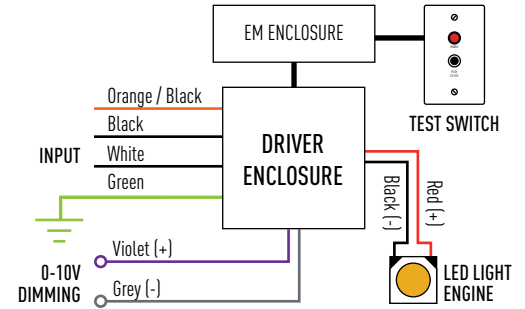 EM ENCLOSURE
TEST SWITCH
Orange / Black
Black
INPUT
White
Green
DRIVER
ENCLOSURE
Black (-)
Red (+)
Violet (+)
0-10V
DIMMING
Grey (-)
LED LIGHT
ENGINE